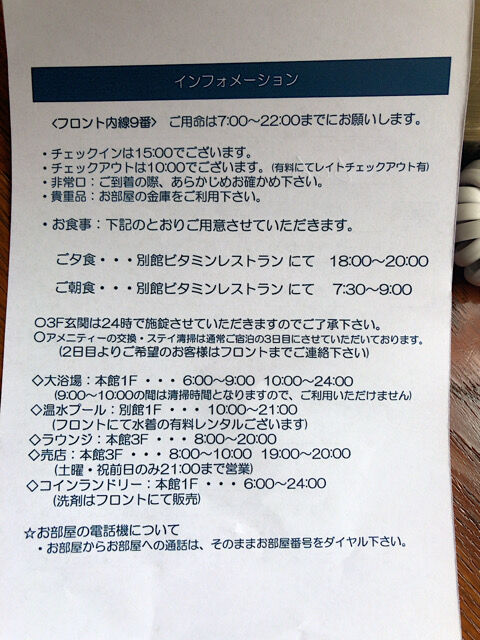 インフォメーション
〈フロント内線9番〉 ご用命は7:00～22:00までにお願いします。
・チェックインは15:00でございます。
・チェックアウトは10:00でございます。(有料にてレイトチェックアウト有)
・非常口：ご到着の際、あらかじめお確かめ下さい。
・貴重品：お部屋の金庫をご利用下さい。
・お食事：下記のとおりご用意させていただきます。
ご夕食・・・別館ビタミンレストラン にて 18:00～20:00
ご朝食・・・別館ビタミンレストラン にて 7:30～9:00
○3F玄関は24時で施錠させていただきますのでご了承下さい。
○アメニティーの交換・ステイ清掃は通常ご宿泊の3日目にさせていただいております。
(2日目よりご希望のお客様はフロントまでご連絡下さい)
◇大浴場：本館1F ・・・ 6:00～9:00 10:00～24:00
(9:00～10:00の間は清掃時間となりますので、ご利用いただけません)
◇温水プール：別館1F ・・・ 10:00～21:00
(フロントにて水着の有料レンタルございます)
◇ラウンジ：本館3F ・・・ 8:00～20:00
◇売店：本館3F ・・・ 8:00～10:00 19:00～20:00
(土曜・祝前日のみ21:00まで営業)
◇コインランドリー：本館1F ・・・ 6:00～24:00
(洗剤はフロントにて販売)
☆お部屋の電話機について
・お部屋からお部屋への通話は、そのままお部屋番号をダイヤル下さい。